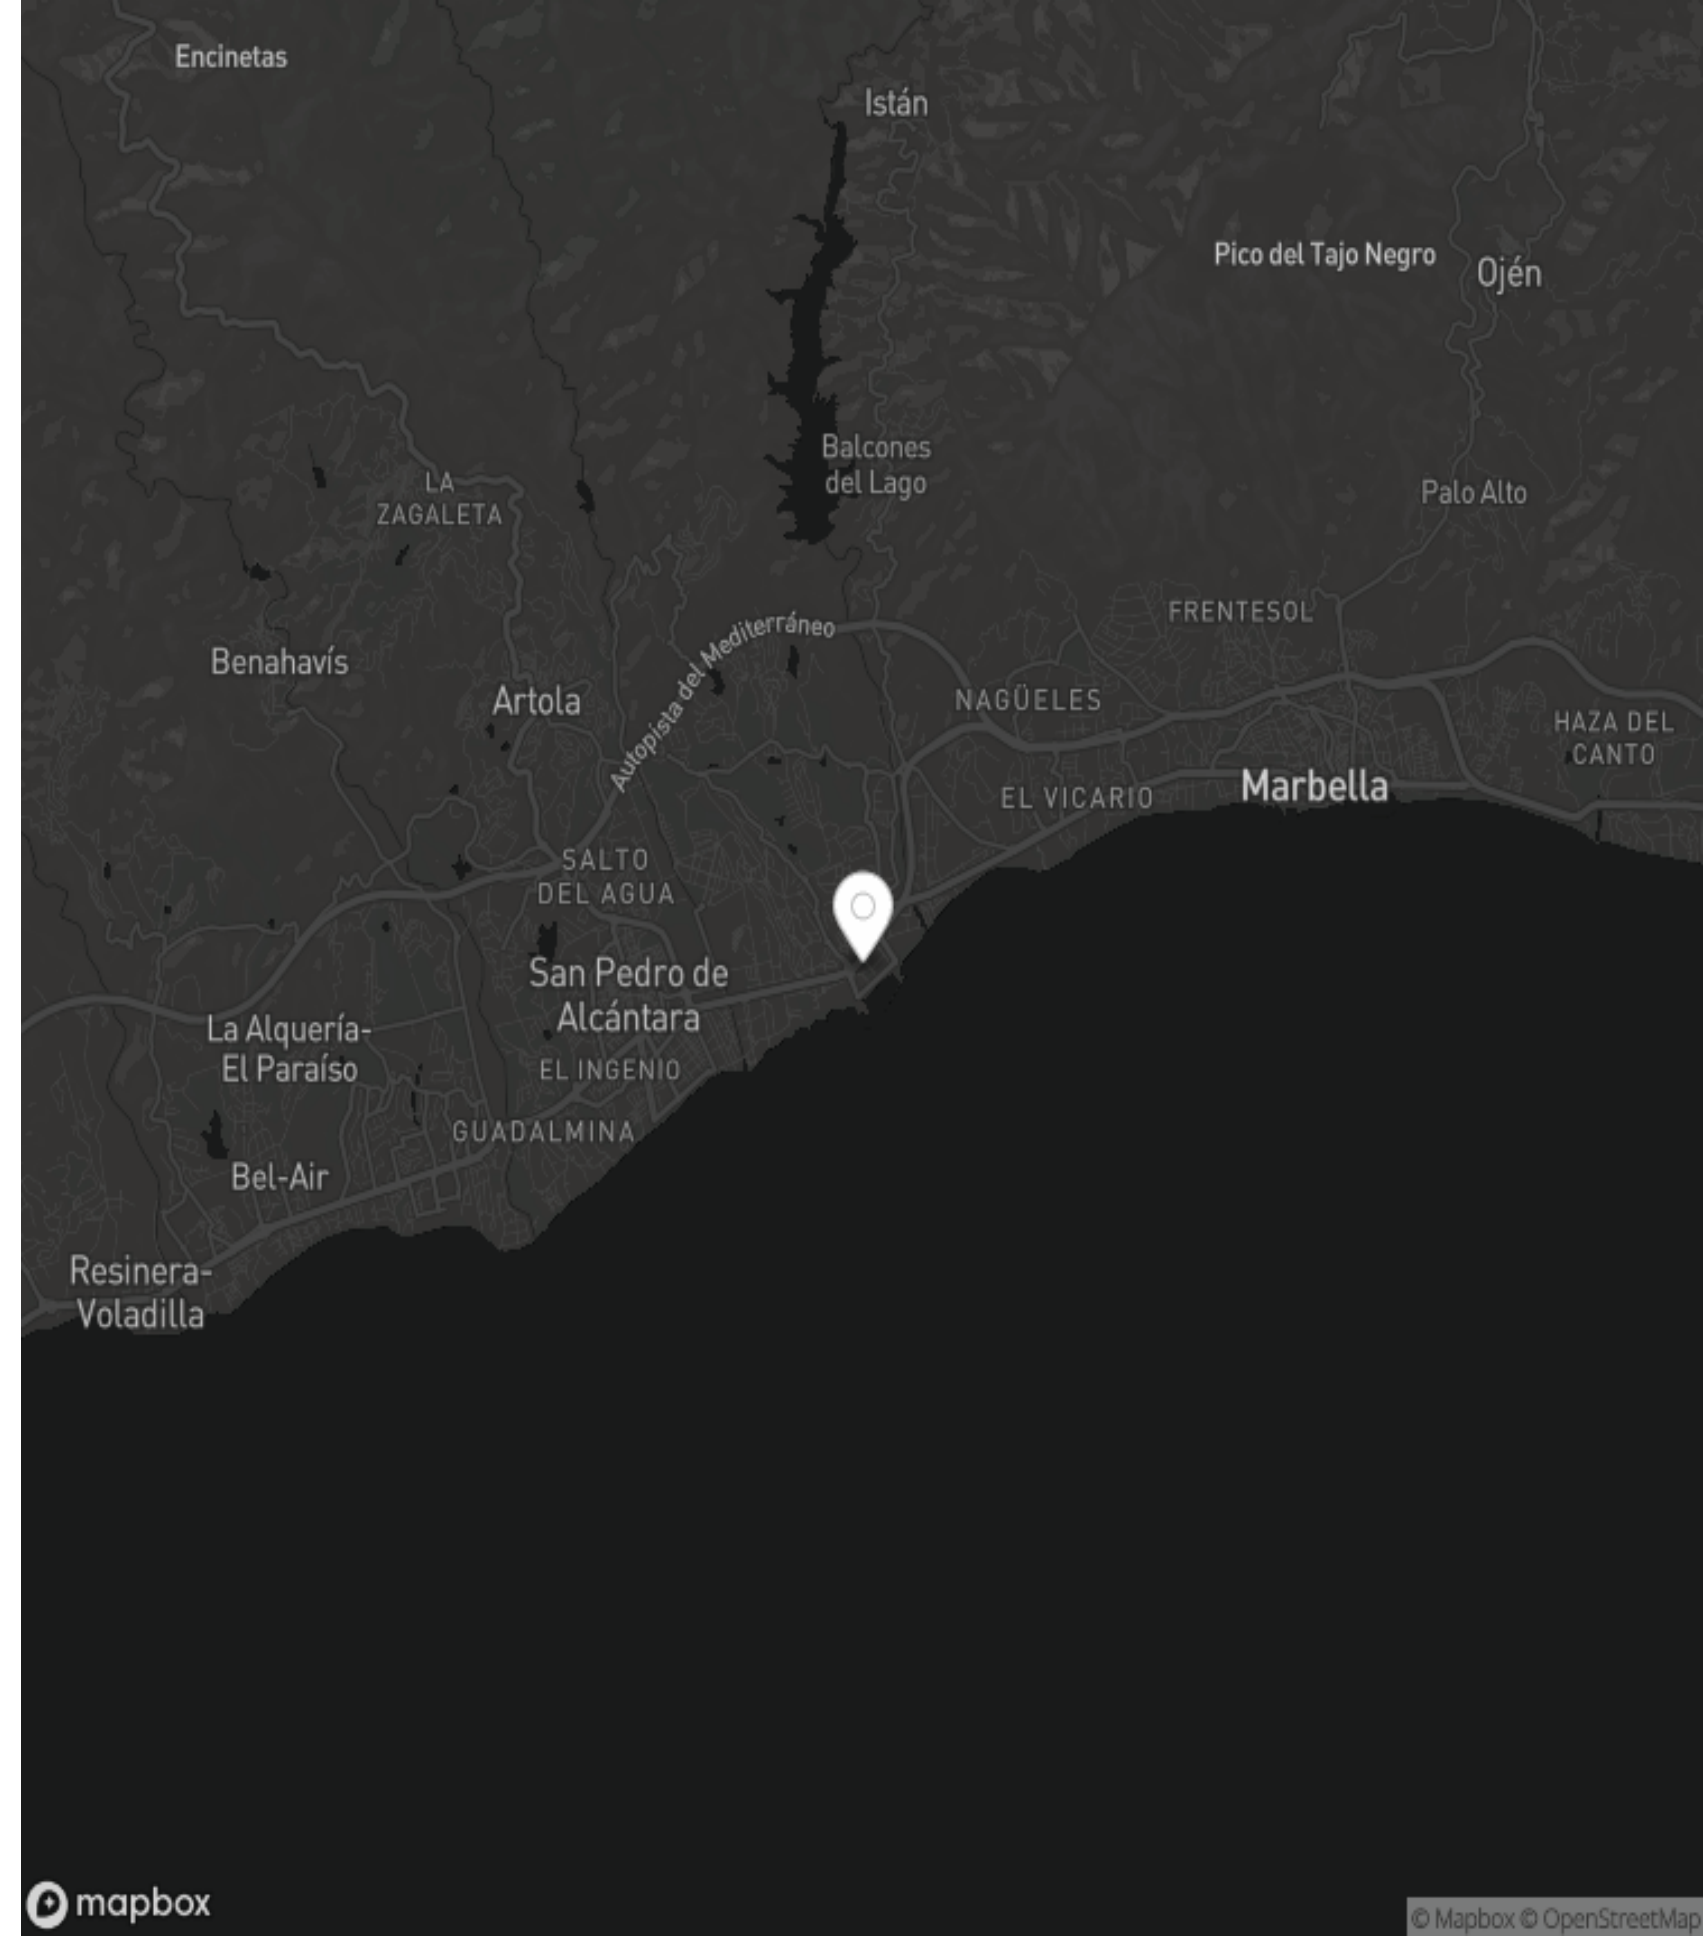 Encinetas
Istán
Pico del Tajo Negro
Ojén
Balcones
del Lago
LA
ZAGALETA
Palo Alto
FRENTESOL
Autopista del Mediterráneo
Benahavís
Artola
NAGÜELES
HAZA DEL
CANTO
EL VICARIO
Marbella
SALTO
DEL AGUA
San Pedro de
Alcántara
La Alquería-
El Paraíso
EL INGENIO
GUADALMINA
Bel-Air
Resinera-
Voladilla
mapbox
© Mapbox © OpenStreetMap